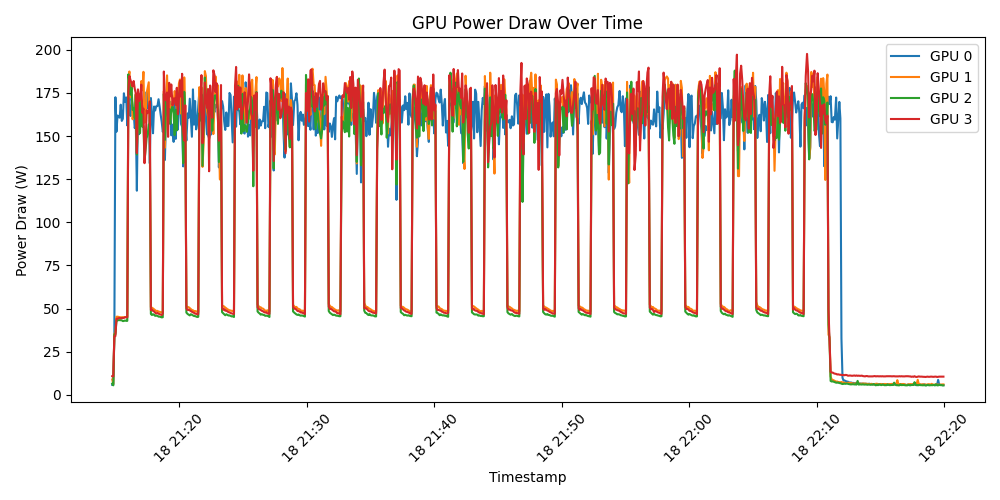 GPU Power Draw Over Time
200
175
150
125
100
75
50
25
0
Power Draw (W)
GPU 0
GPU 1
GPU 2
GPU 3
18 21:20
18 21:30
18 21:40
18 21:50
18 22:00
18 22:10
18 22:20
Timestamp